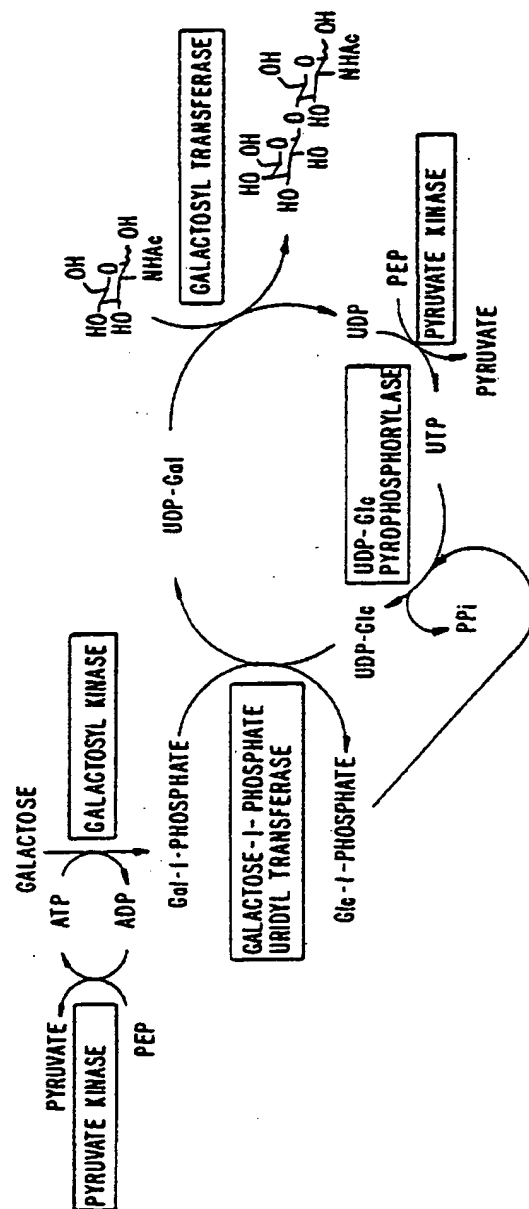 PYRUVATE
PYRUVATE KINASE
PEP
GALACTOSE
ATP
ADP
GALACTOSYL KINASE
Gal-1-PHOSPHATE
GALACTOSE-1-PHOSPHATE
URIDYL TRANSFERASE
Glc-1-PHOSPHATE
UDP-Gal
UDP-Glc
UDP-Glc
PYROPHOSPHORYLASE
PPi
UTP
UDP
PEP
PYRUVATE KINASE
PYRUVATE
GALACTOSYL TRANSFERASE
HO
OH
O
HO
OH
NHAc
HO
OH
O
HO
HO
O
OH
O
HO
OH
NHAc